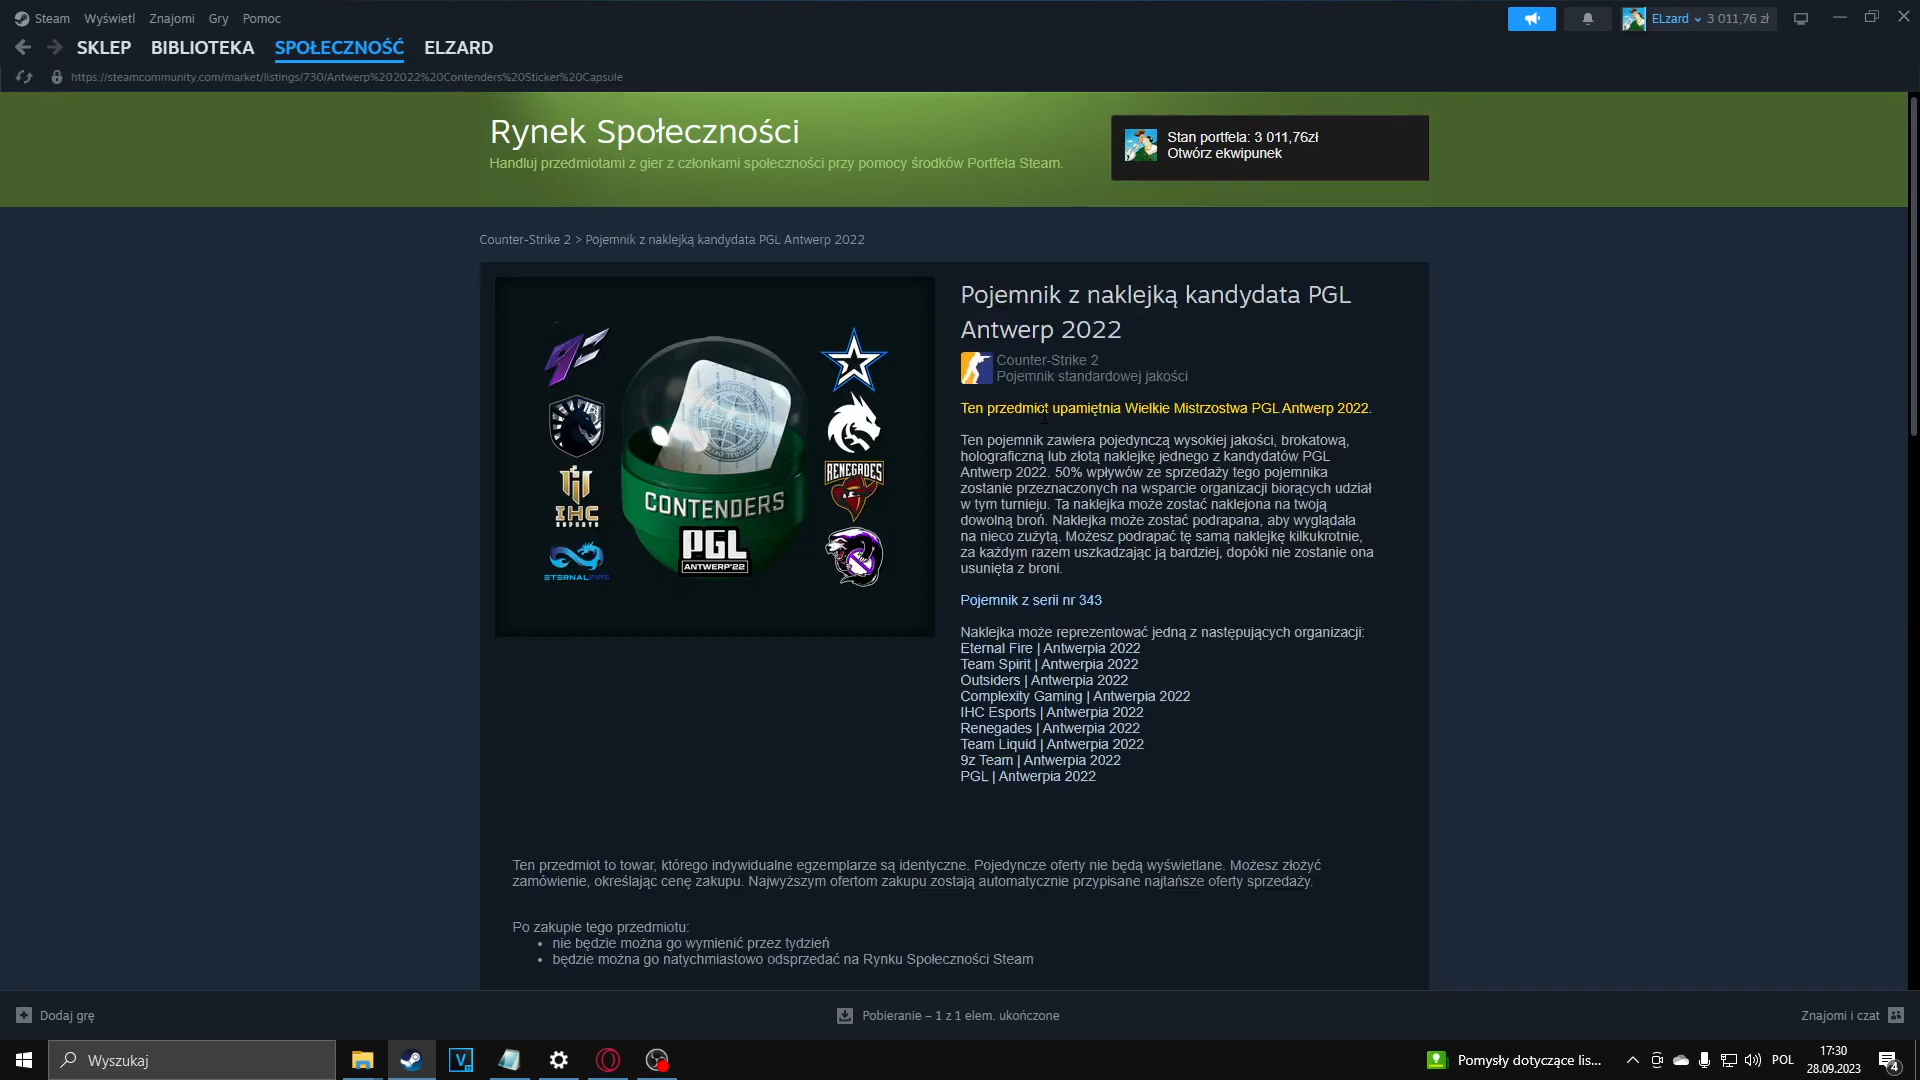 Steam Wyświetl Znajomi Gry Pomoc
ELzard 3 011,76 zł
SKLEP BIBLIOTEKA SPOŁECZNOŚĆ ELZARD
https://steamcommunity.com/market/listings/730/Antwerp%202022%20Contenders%20Sticker%20Capsule
Rynek Społeczności
Handluj przedmiotami z gier z członkami społeczności przy pomocy środków Portfela Steam.
Stan portfela: 3 011,76zł
Otwórz ekwipunek
Counter-Strike 2 > Pojemnik z naklejką kandydata PGL Antwerp 2022
RENEGADES
CONTENDERS
PGL
ANTWERP'22
IHC
ESPORTS
ETERNAL FIRE
Pojemnik z naklejką kandydata PGL
Antwerp 2022
Counter-Strike 2
Pojemnik standardowej jakości
Ten przedmiot upamiętnia Wielkie Mistrzostwa PGL Antwerp 2022.
Ten pojemnik zawiera pojedynczą wysokiej jakości, brokatową,
holograficzną lub złotą naklejkę jednego z kandydatów PGL
Antwerp 2022. 50% wpływów ze sprzedaży tego pojemnika
zostanie przeznaczonych na wsparcie organizacji biorących udział
w tym turnieju. Ta naklejka może zostać naklejona na twoją
dowolną broń. Naklejka może zostać podrapana, aby wyglądała
na nieco zużytą. Możesz podrapać tę samą naklejkę kilkukrotnie,
za każdym razem uszkadzając ją bardziej, dopóki nie zostanie ona
usunięta z broni.
Pojemnik z serii nr 343
Naklejka może reprezentować jedną z następujących organizacji:
Eternal Fire | Antwerpia 2022
Team Spirit | Antwerpia 2022
Outsiders | Antwerpia 2022
Complexity Gaming | Antwerpia 2022
IHC Esports | Antwerpia 2022
Renegades | Antwerpia 2022
Team Liquid | Antwerpia 2022
9z Team | Antwerpia 2022
PGL | Antwerpia 2022
Ten przedmiot to towar, którego indywidualne egzemplarze są identyczne. Pojedyncze oferty nie będą wyświetlane. Możesz złożyć
zamówienie, określając cenę zakupu. Najwyższym ofertom zakupu zostają automatycznie przypisane najtańsze oferty sprzedaży.
Po zakupie tego przedmiotu:
• nie będzie można go wymienić przez tydzień
• będzie można go natychmiastowo odsprzedać na Rynku Społeczności Steam
Dodaj grę
Pobieranie – 1 z 1 elem. ukończone
Znajomi i czat
Wyszukaj
Pomysły dotyczące lis...
POL
17:30
28.09.2023
4